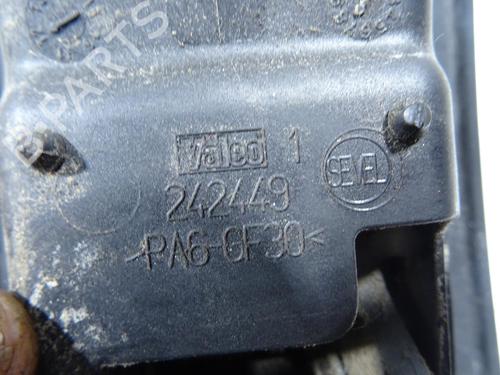 PARTS
Valeo 1
SEVEL
242449
>PA6-GF30<